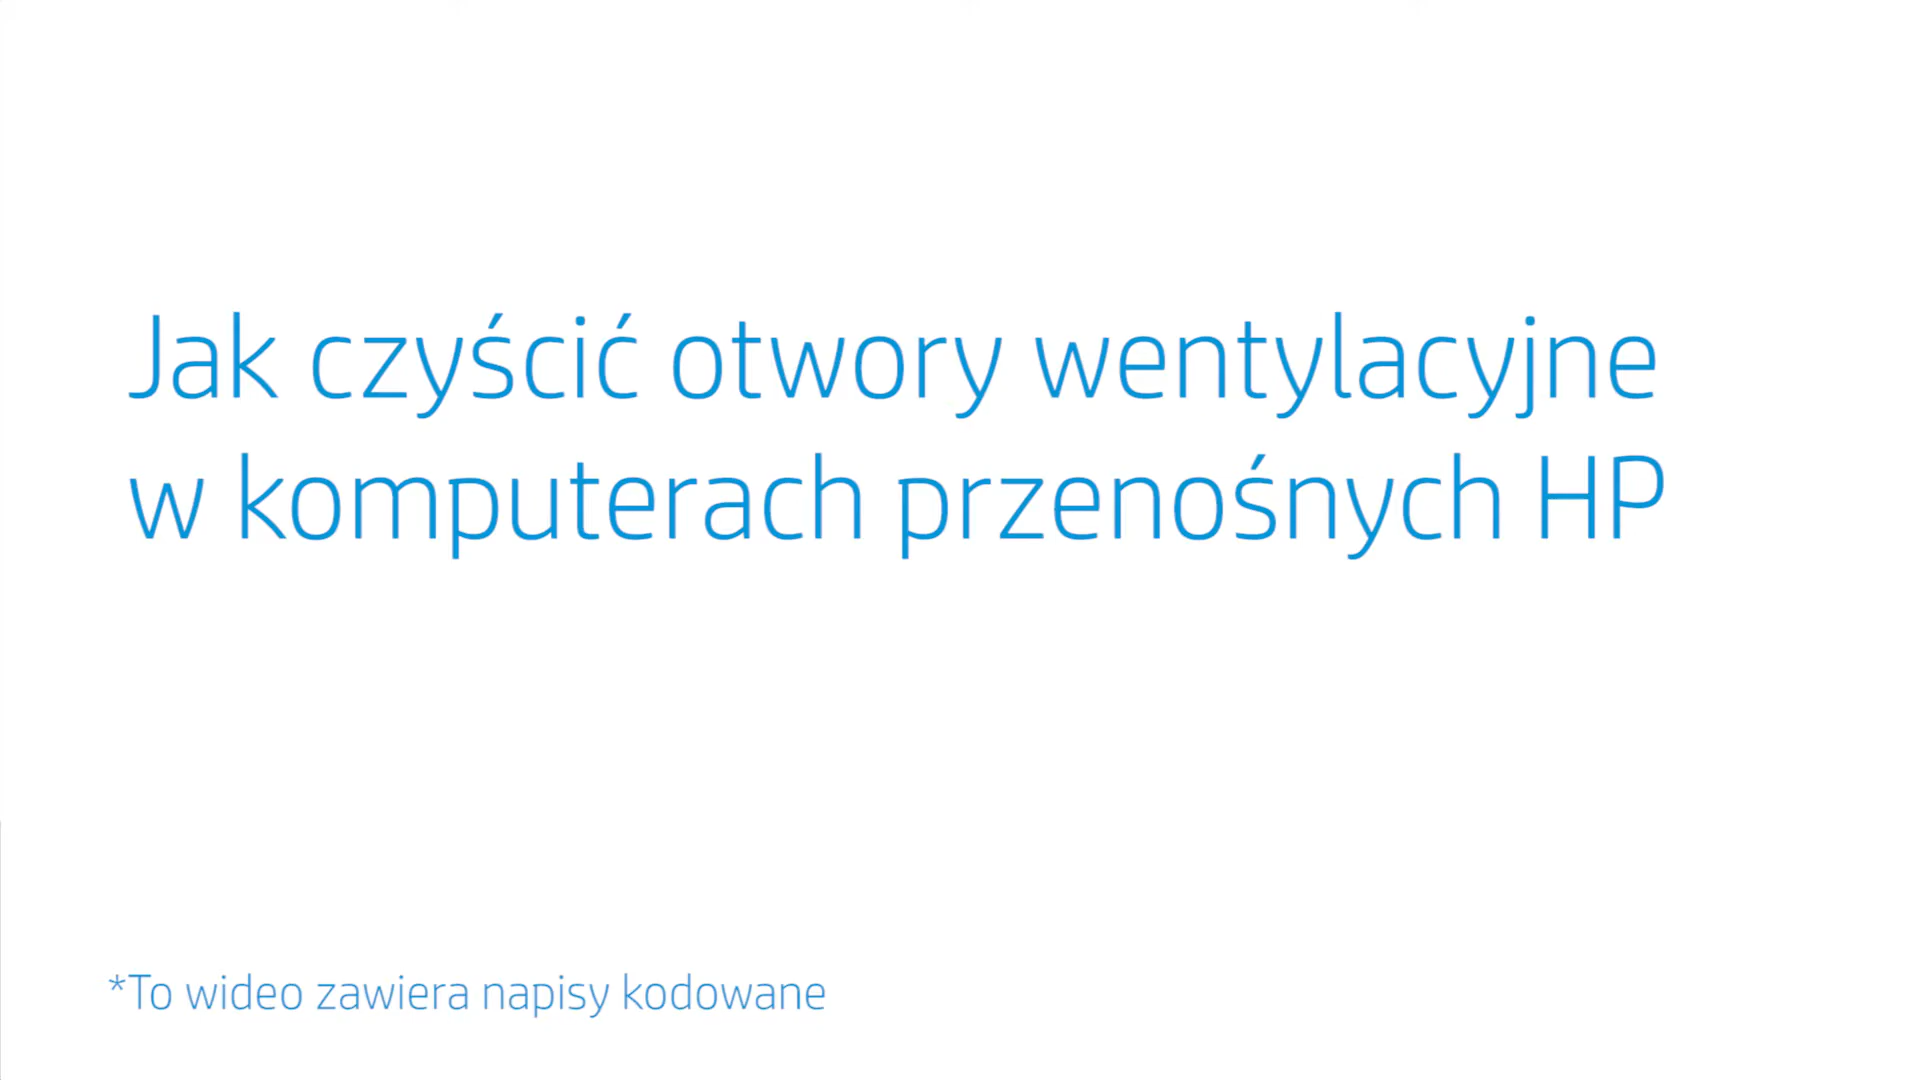 Jak czyścić otwory wentylacyjne
w komputerach przenośnych HP
*To wideo zawiera napisy kodowane